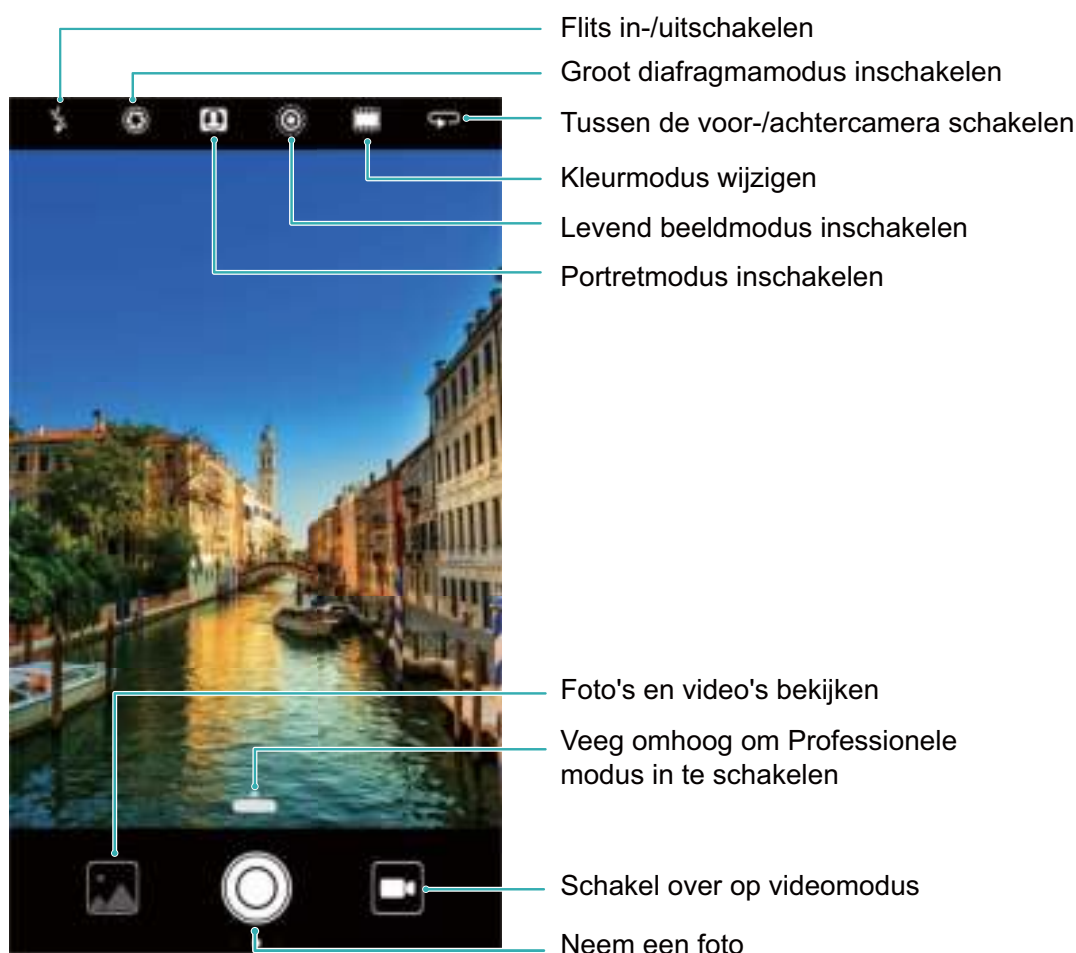 Flits in-/uitschakelen
Groot diafragmamodus inschakelen
Tussen de voor-/achtercamera schakelen
Kleurmodus wijzigen
Levend beeldmodus inschakelen
Portretmodus inschakelen
Foto's en video's bekijken
Veeg omhoog om Professionele
modus in te schakelen
Schakel over op videomodus
Neem een foto